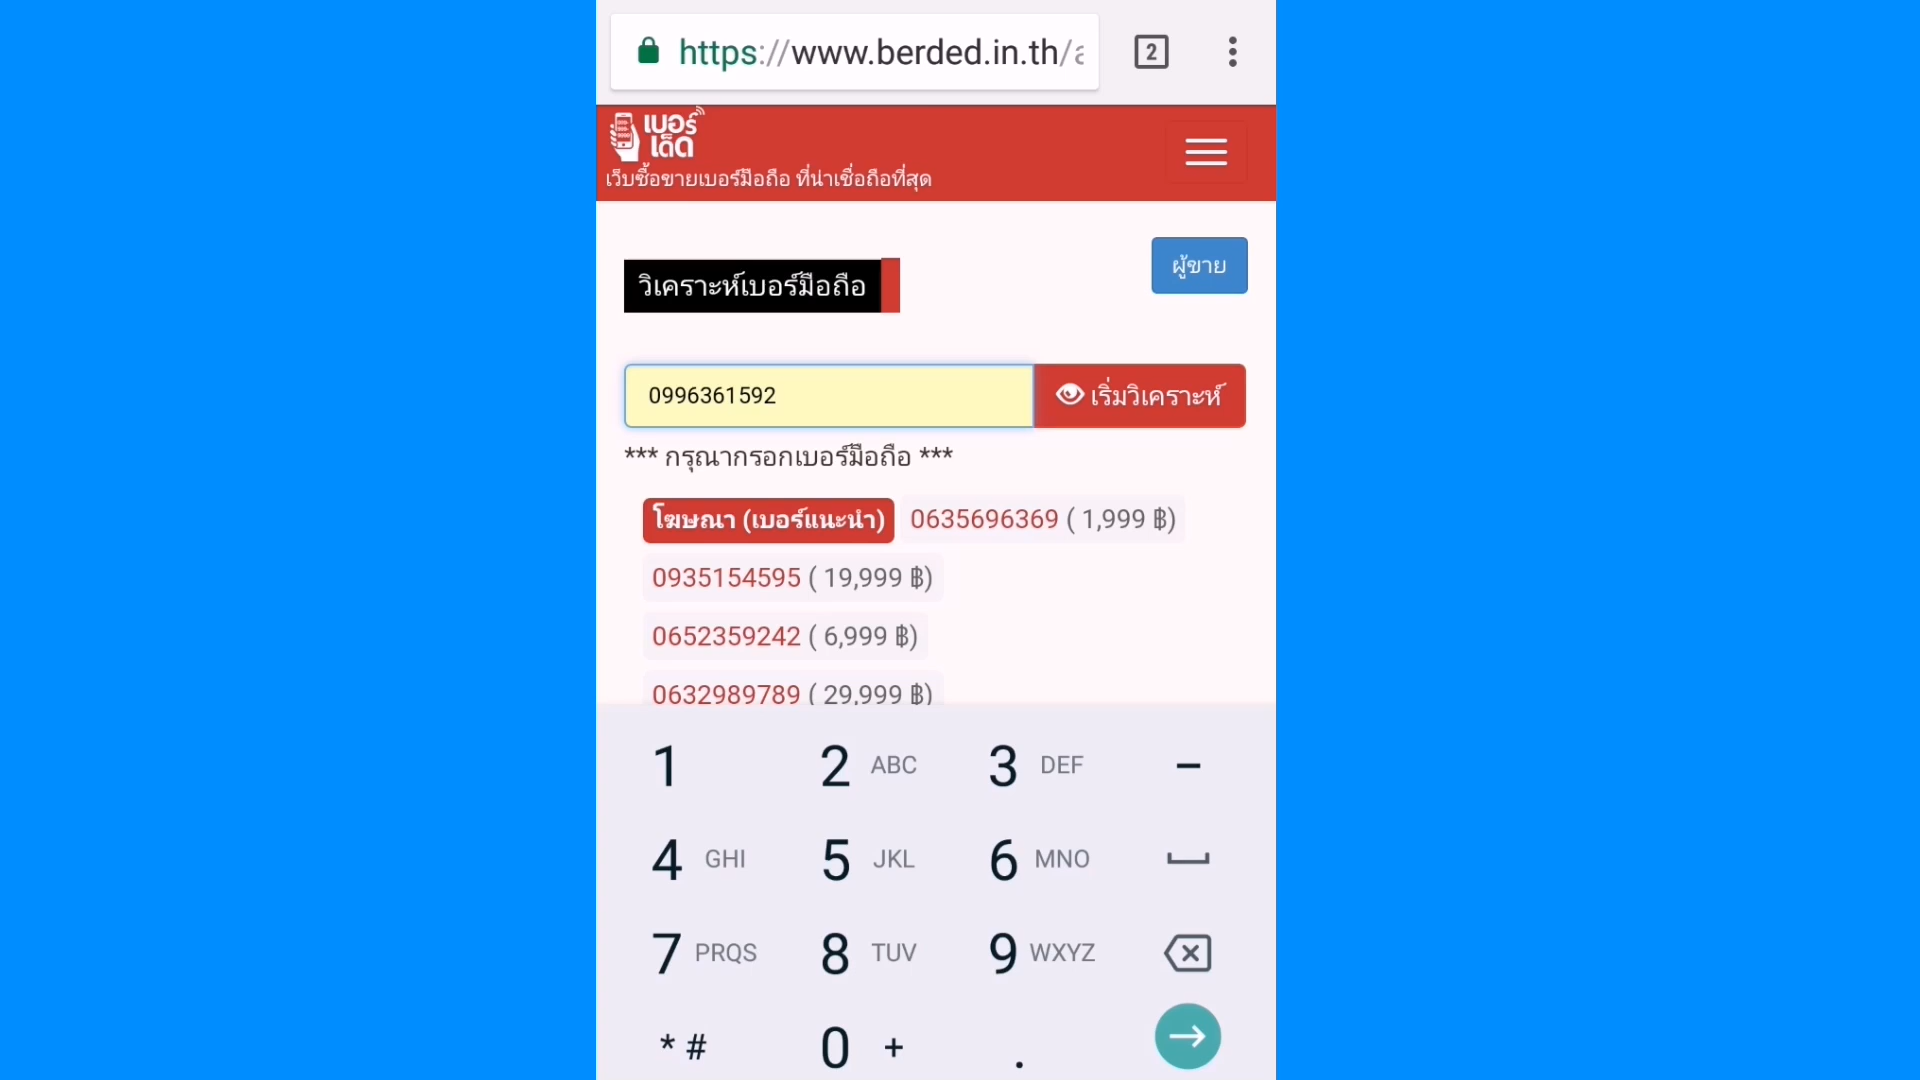 https://www.berded.in.th/a
2
เบอร์
เด็ด
เว็บซื้อขายเบอร์มือถือ ที่น่าเชื่อถือที่สุด
ผู้ขาย
วิเคราะห์เบอร์มือถือ
0996361592 เริ่มวิเคราะห์
*** กรุณากรอกเบอร์มือถือ ***
โฆษณา (เบอร์แนะนำ) 0635696369 ( 1,999 ฿)
0935154595 ( 19,999 ฿)
0652359242 ( 6,999 ฿)
0632989789 ( 29,999 ฿)
1 2 ABC 3 DEF –
4 GHI 5 JKL 6 MNO
7 PRQS 8 TUV 9 WXYZ
* # 0 + .